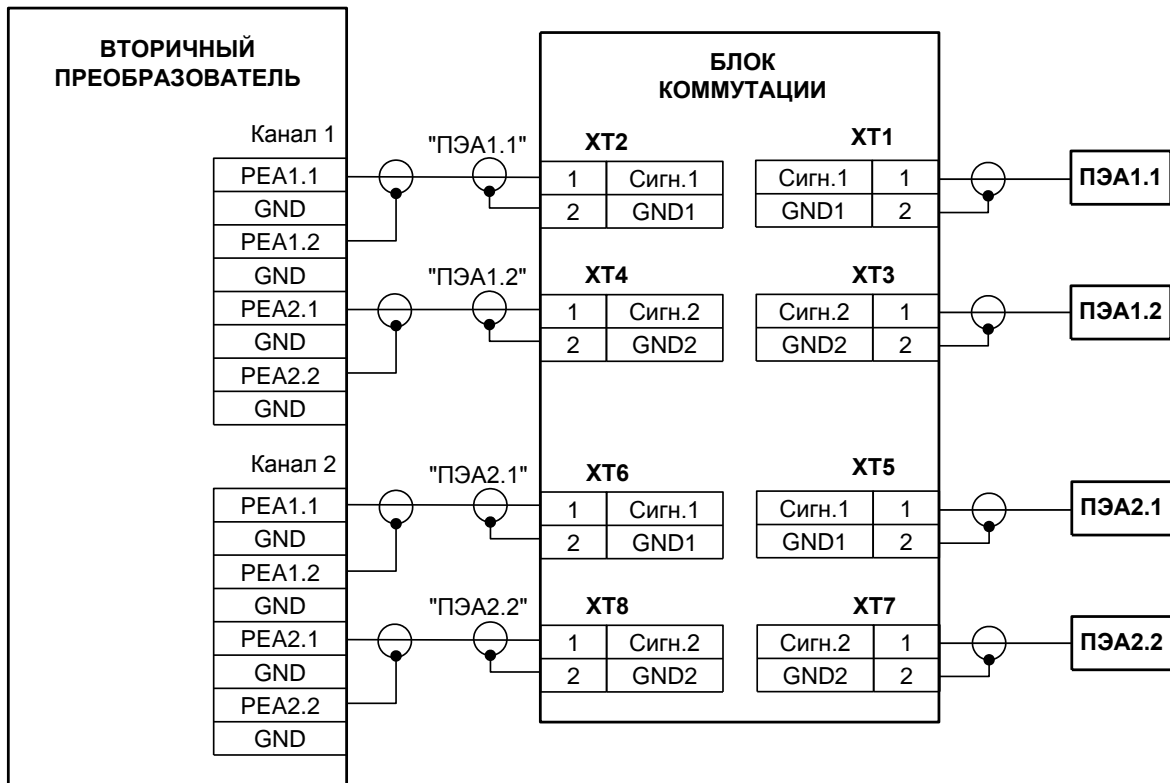 ВТОРИЧНЫЙ
ПРЕОБРАЗОВАТЕЛЬ
БЛОК
КОММУТАЦИИ
Канал 1
PEA1.1
GND
PEA1.2
GND
PEA2.1
GND
PEA2.2
GND
"ПЭА1.1"
XT2
1 Сигн.1
2 GND1
XT1
Сигн.1 1
GND1 2
ПЭА1.1
"ПЭА1.2"
XT4
1 Сигн.2
2 GND2
XT3
Сигн.2 1
GND2 2
ПЭА1.2
Канал 2
PEA1.1
GND
PEA1.2
GND
PEA2.1
GND
PEA2.2
GND
"ПЭА2.1"
XT6
1 Сигн.1
2 GND1
XT5
Сигн.1 1
GND1 2
ПЭА2.1
"ПЭА2.2"
XT8
1 Сигн.2
2 GND2
XT7
Сигн.2 1
GND2 2
ПЭА2.2